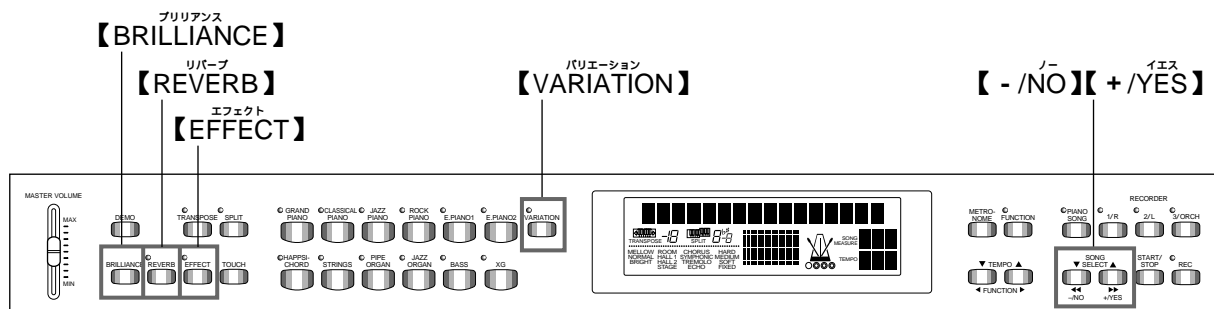 ブリリアンス
【BRILLIANCE】
リバーブ
【REVERB】
エフェクト
【EFFECT】
バリエーション
【VARIATION】
ノー イエス
【 - /NO】【 + /YES】
MASTER VOLUME
MAX
MIN
DEMO
TRANSPOSE SPLIT
BRILLIANCE REVERB EFFECT TOUCH
GRAND PIANO
CLASSICAL PIANO
JAZZ PIANO
ROCK PIANO
E.PIANO1
E.PIANO2
VARIATION
HAPPSI-CHORD
STRINGS
PIPE ORGAN
JAZZ ORGAN
BASS
XG
TRANSPOSE
SPLIT
SONG
MEASURE
MELLOW ROOM CHORUS HARD
NORMAL HALL 1 SYMPHONIC MEDIUM
BRIGHT HALL 2 TREMOLO SOFT
STAGE ECHO FIXED
TEMPO
METRO-NOME
FUNCTION
RECORDER
PIANO SONG
1/R
2/L
3/ORCH
▼ TEMPO ▲
◀ FUNCTION ▶
SONG
▼ SELECT ▲
◀◀ ▶▶
–/NO +/YES
START/STOP
REC